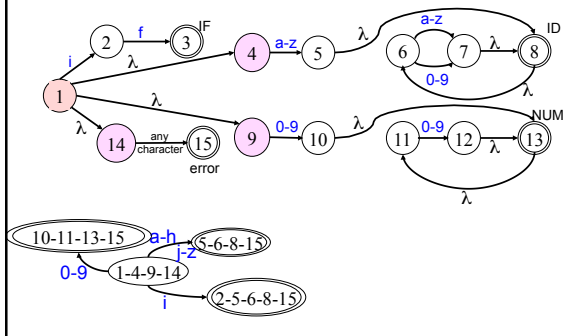 IF
ID
a-z
f
2
3
λ
4
a-z
5
λ
6
7
λ
8
i
0-9
λ
1
λ
NUM
λ
9
0-9
10
λ
11
0-9
12
λ
13
14
any
character
15
error
λ
10-11-13-15
a-h
j-z
5-6-8-15
0-9
1-4-9-14
i
2-5-6-8-15